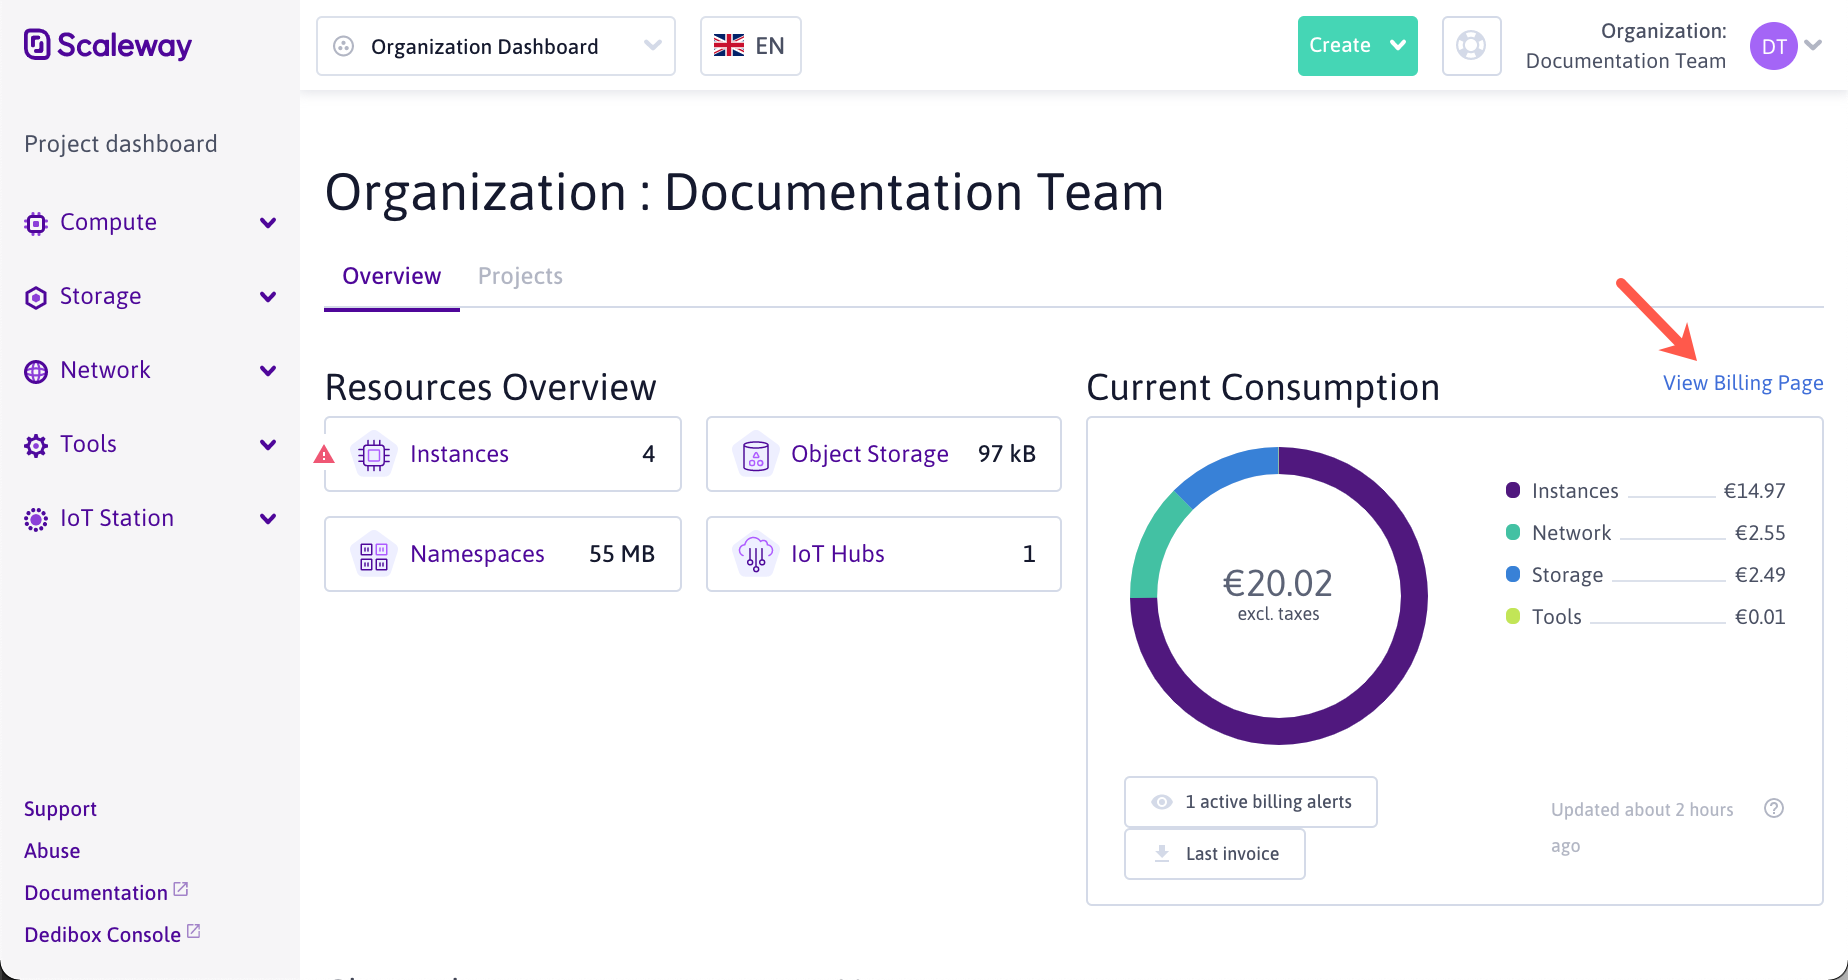 Scaleway
Organization Dashboard
EN
Create
Organization:
Documentation Team
DT
Project dashboard
Compute
Storage
Network
Tools
IoT Station
Support
Abuse
Documentation
Dedibox Console
Organization : Documentation Team
Overview
Projects
Resources Overview
Instances 4
Object Storage 97 kB
Namespaces 55 MB
IoT Hubs 1
Current Consumption
View Billing Page
€20.02
excl. taxes
Instances €14.97
Network €2.55
Storage €2.49
Tools €0.01
1 active billing alerts
Last invoice
Updated about 2 hours
ago